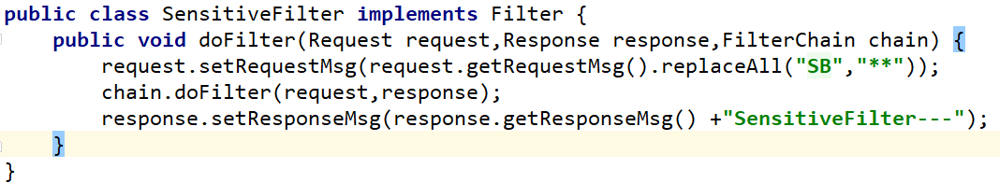 public class SensitiveFilter implements Filter {
    public void doFilter(Request request,Response response,FilterChain chain) {
        request.setRequestMsg(request.getRequestMsg().replaceAll("SB","**"));
        chain.doFilter(request,response);
        response.setResponseMsg(response.getResponseMsg() +"SensitiveFilter---");
    }
}